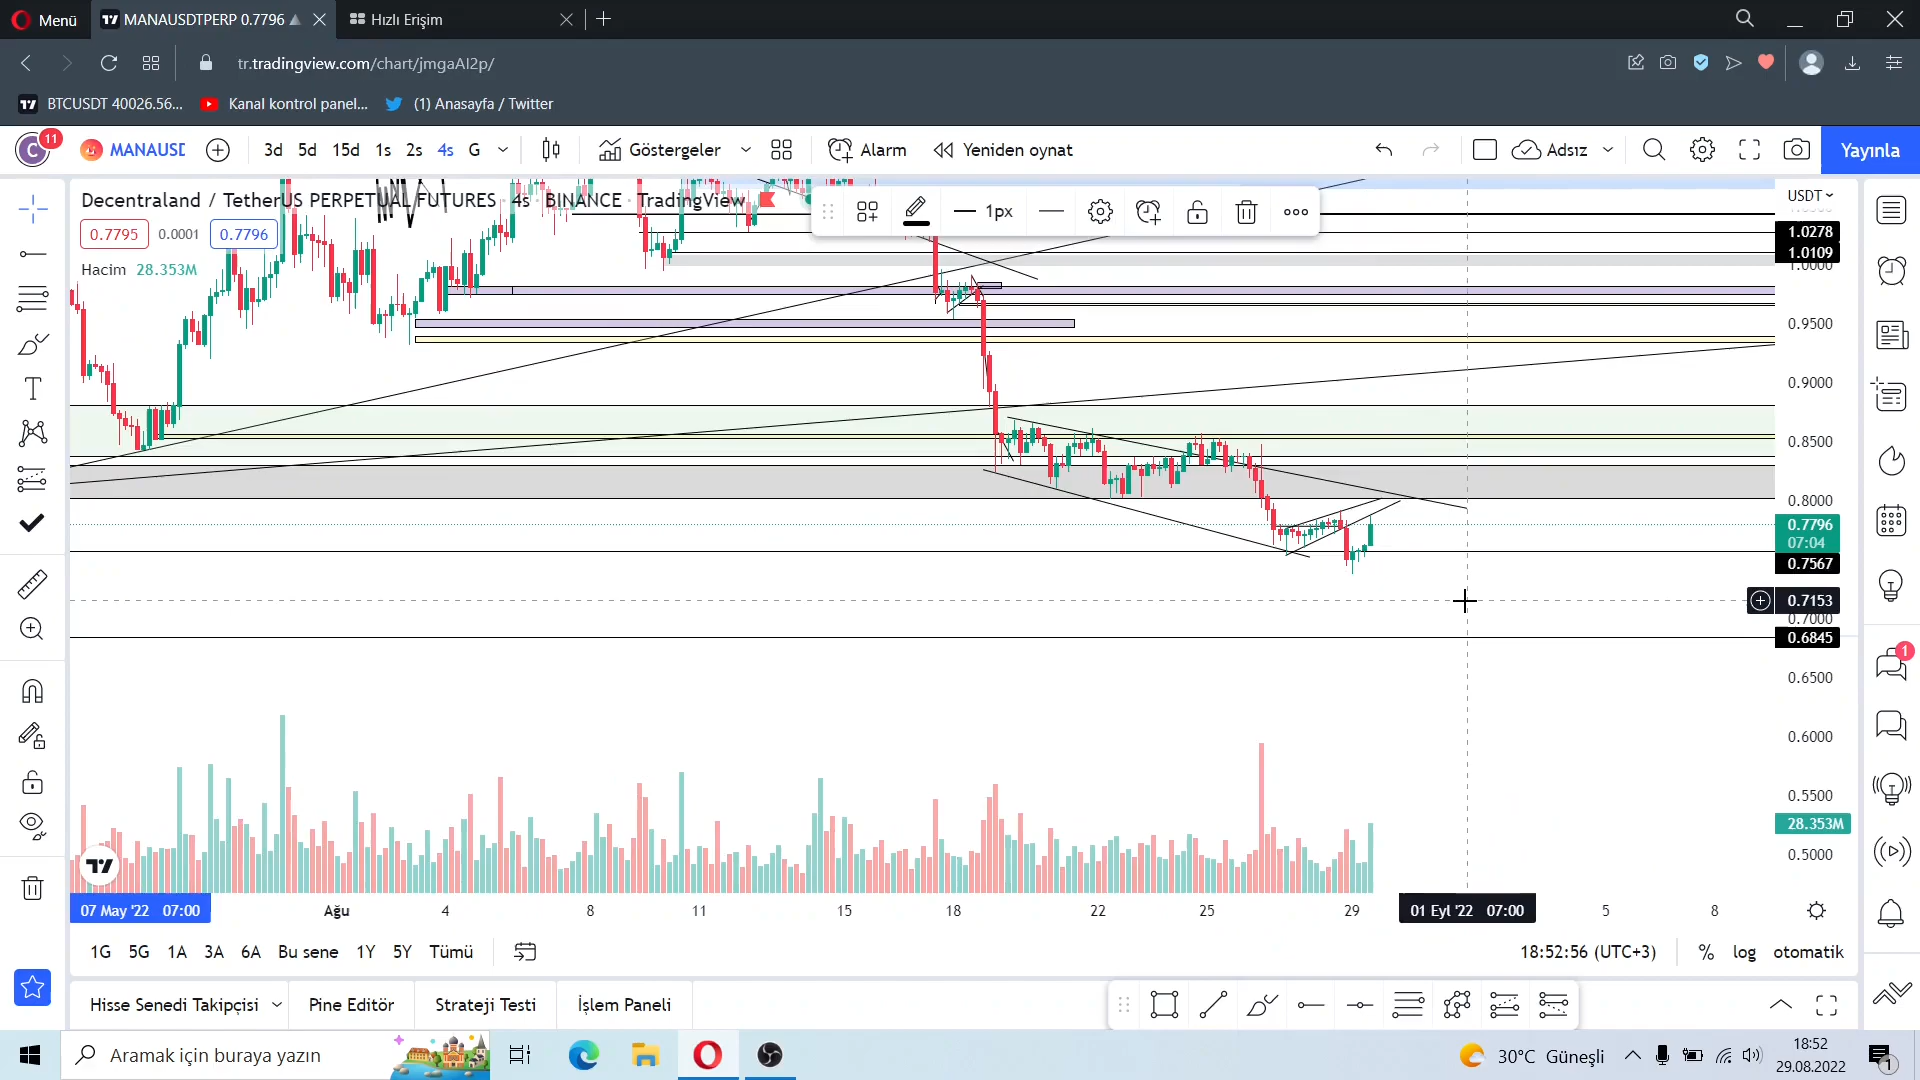 Menü
MANAUSDTPERP 0.7796
Hızlı Erişim
tr.tradingview.com/chart/jmgaAl2p/
BTCUSDT 40026.56...
Kanal kontrol panel...
(1) Anasayfa / Twitter
C
11
MANAUSD
3d
5d
15d
1s
2s
4s
G
Göstergeler
Alarm
Yeniden oynat
Adsız
Yayınla
Decentraland / TetherUS PERPETUAL FUTURES · 4s · BINANCE · TradingView
1px
USDT
0.7795
0.0001
0.7796
Hacim 28.353M
1.0278
1.0109
1.0000
0.9500
0.9000
0.8500
0.8000
0.7796
07:04
0.7567
0.7153
0.7000
0.6845
0.6500
0.6000
0.5500
28.353M
0.5000
1
07 May '22 07:00
Ağu
4
8
11
15
18
22
25
29
01 Eyl '22 07:00
5
8
1G
5G
1A
3A
6A
Bu sene
1Y
5Y
Tümü
18:52:56 (UTC+3)
%
log
otomatik
Hisse Senedi Takipçisi
Pine Editör
Strateji Testi
İşlem Paneli
Aramak için buraya yazın
30°C Güneşli
18:52
29.08.2022
1